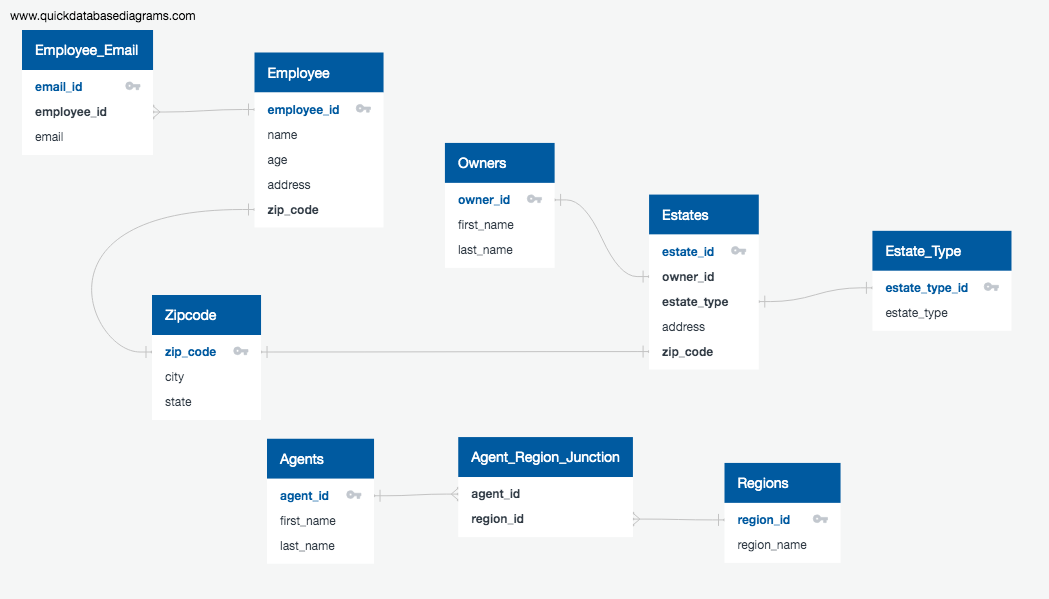 www.quickdatabasediagrams.com
Employee_Email
email_id
employee_id
email
Employee
employee_id
name
age
address
zip_code
Owners
owner_id
first_name
last_name
Estates
estate_id
owner_id
estate_type
address
zip_code
Estate_Type
estate_type_id
estate_type
Zipcode
zip_code
city
state
Agents
agent_id
first_name
last_name
Agent_Region_Junction
agent_id
region_id
Regions
region_id
region_name